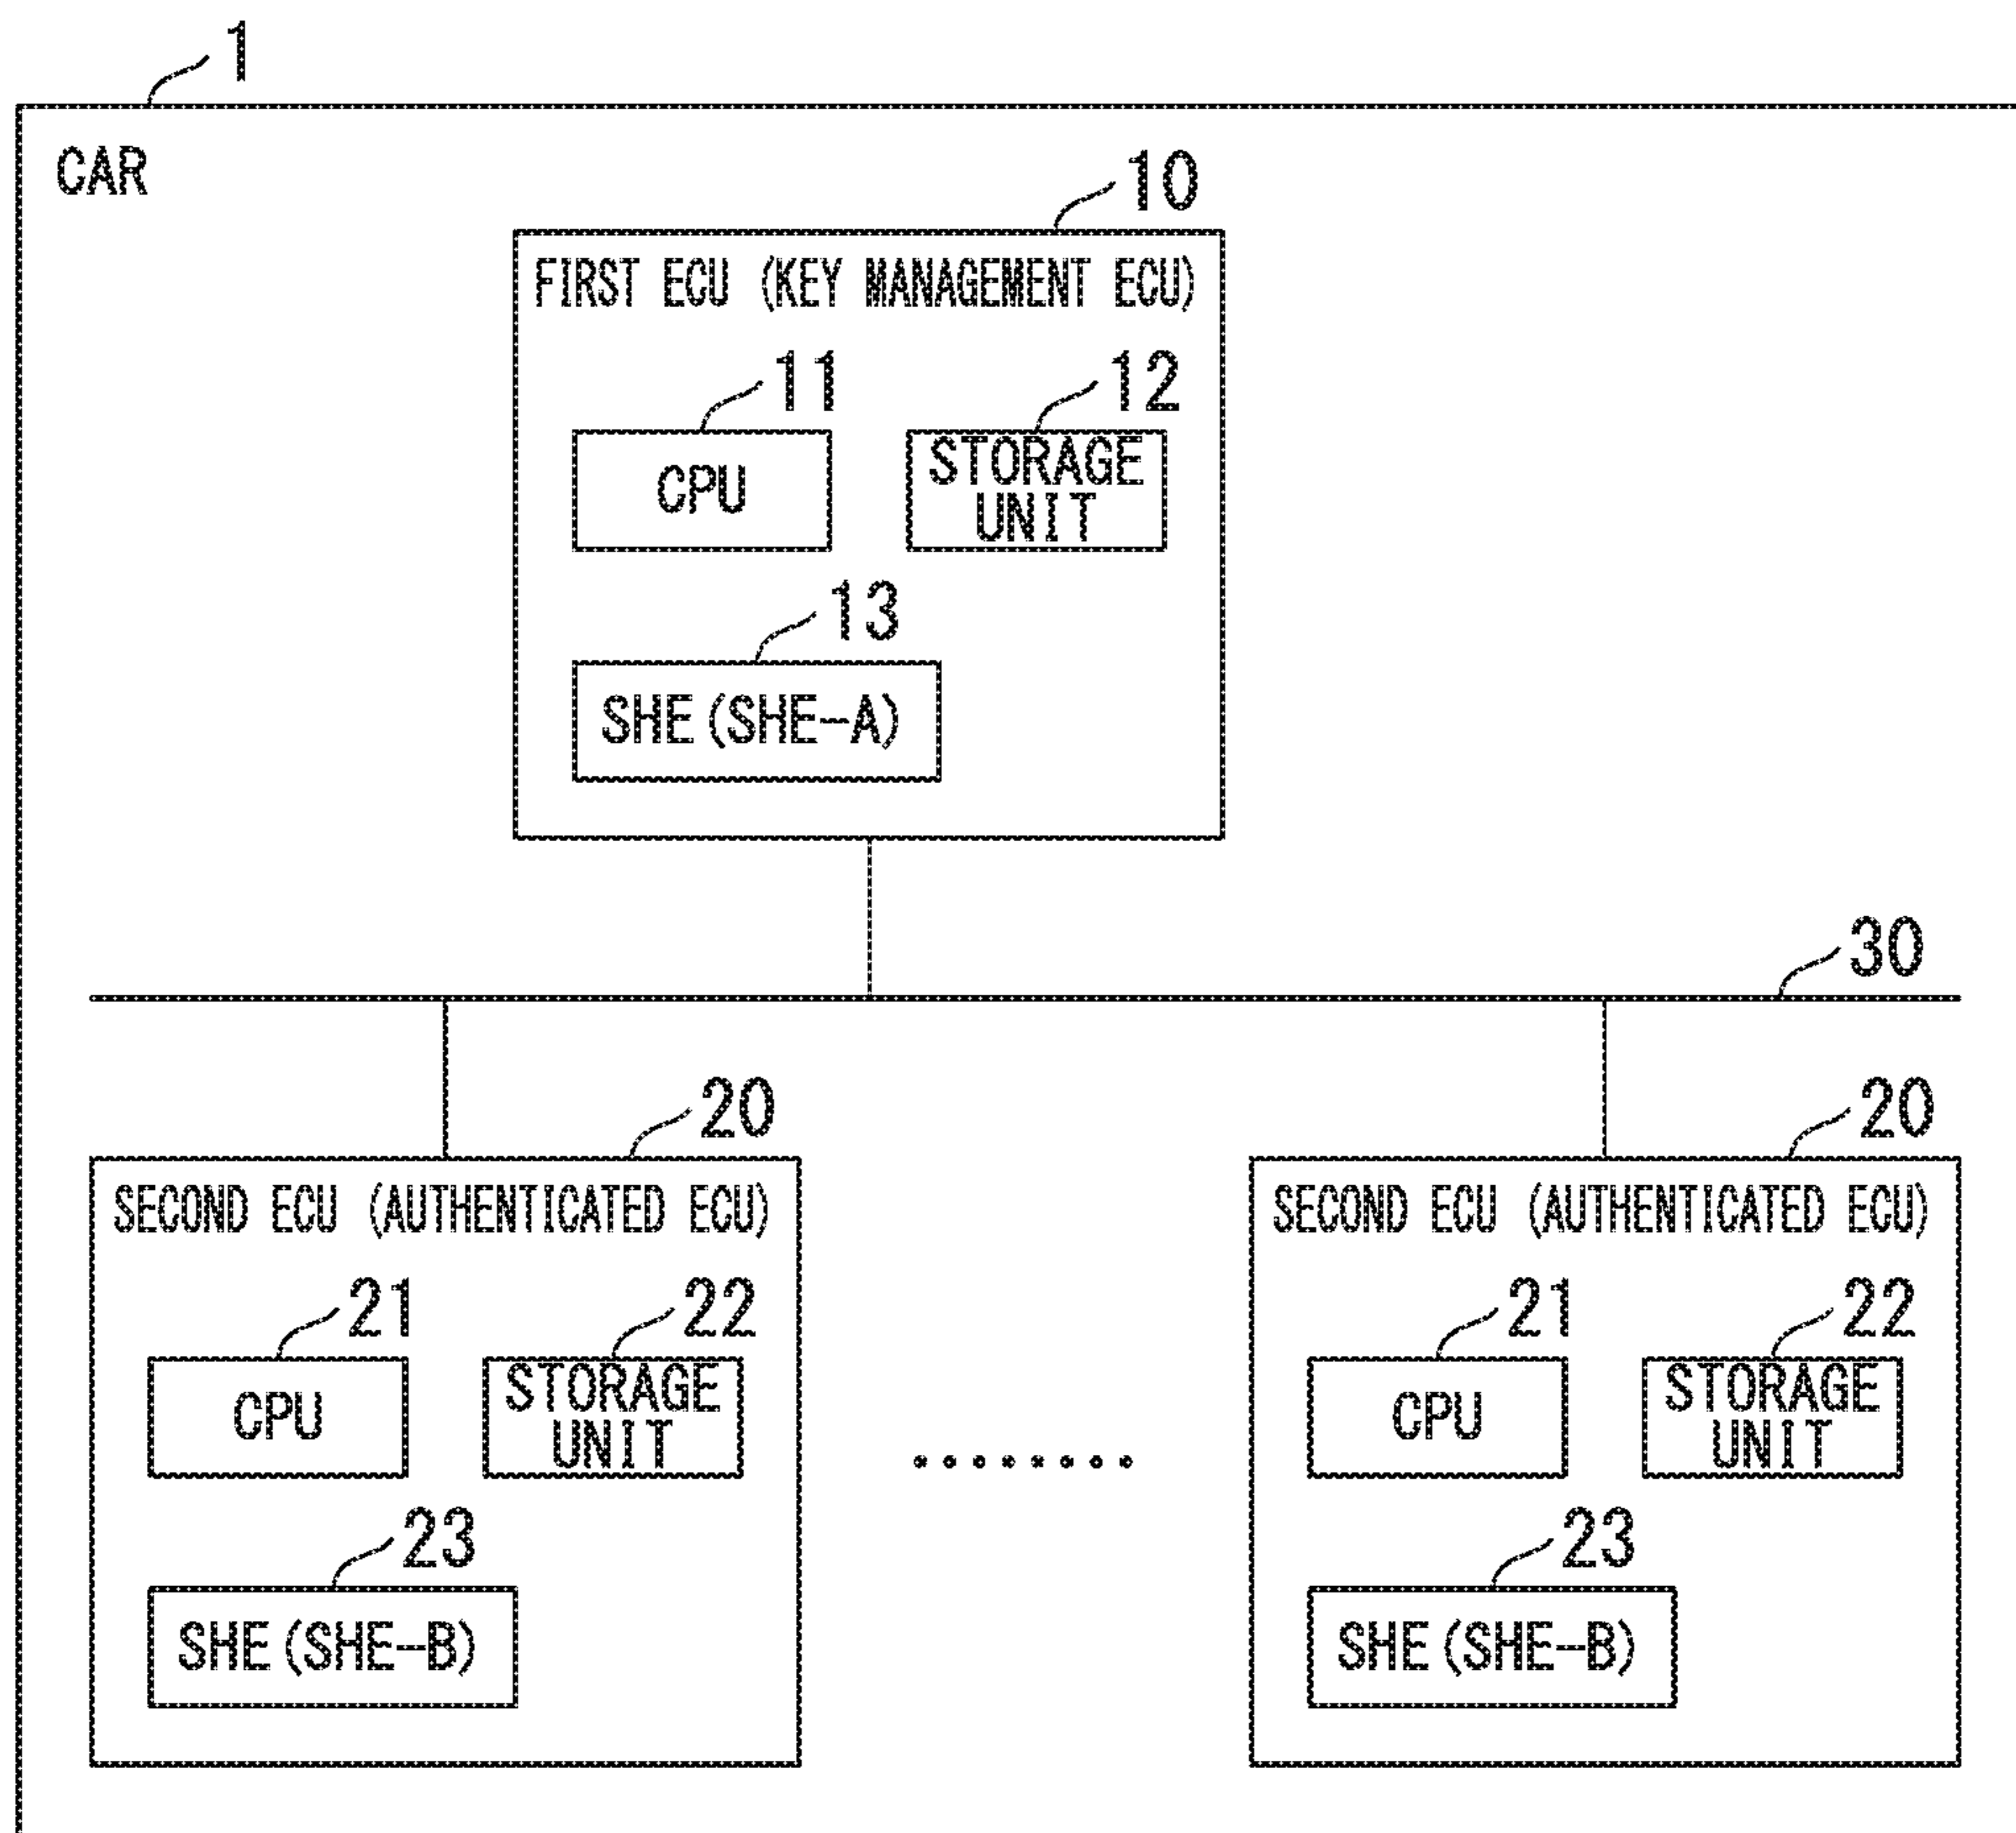 1
CAR
10
FIRST ECU (KEY MANAGEMENT ECU)
11
12
CPU
STORAGE
UNIT
13
SHE(SHE-A)
30
20
20
SECOND ECU (AUTHENTICATED ECU)
SECOND ECU (AUTHENTICATED ECU)
21
22
21
22
CPU
STORAGE
UNIT
CPU
STORAGE
UNIT
23
23
SHE(SHE-B)
SHE(SHE-B)